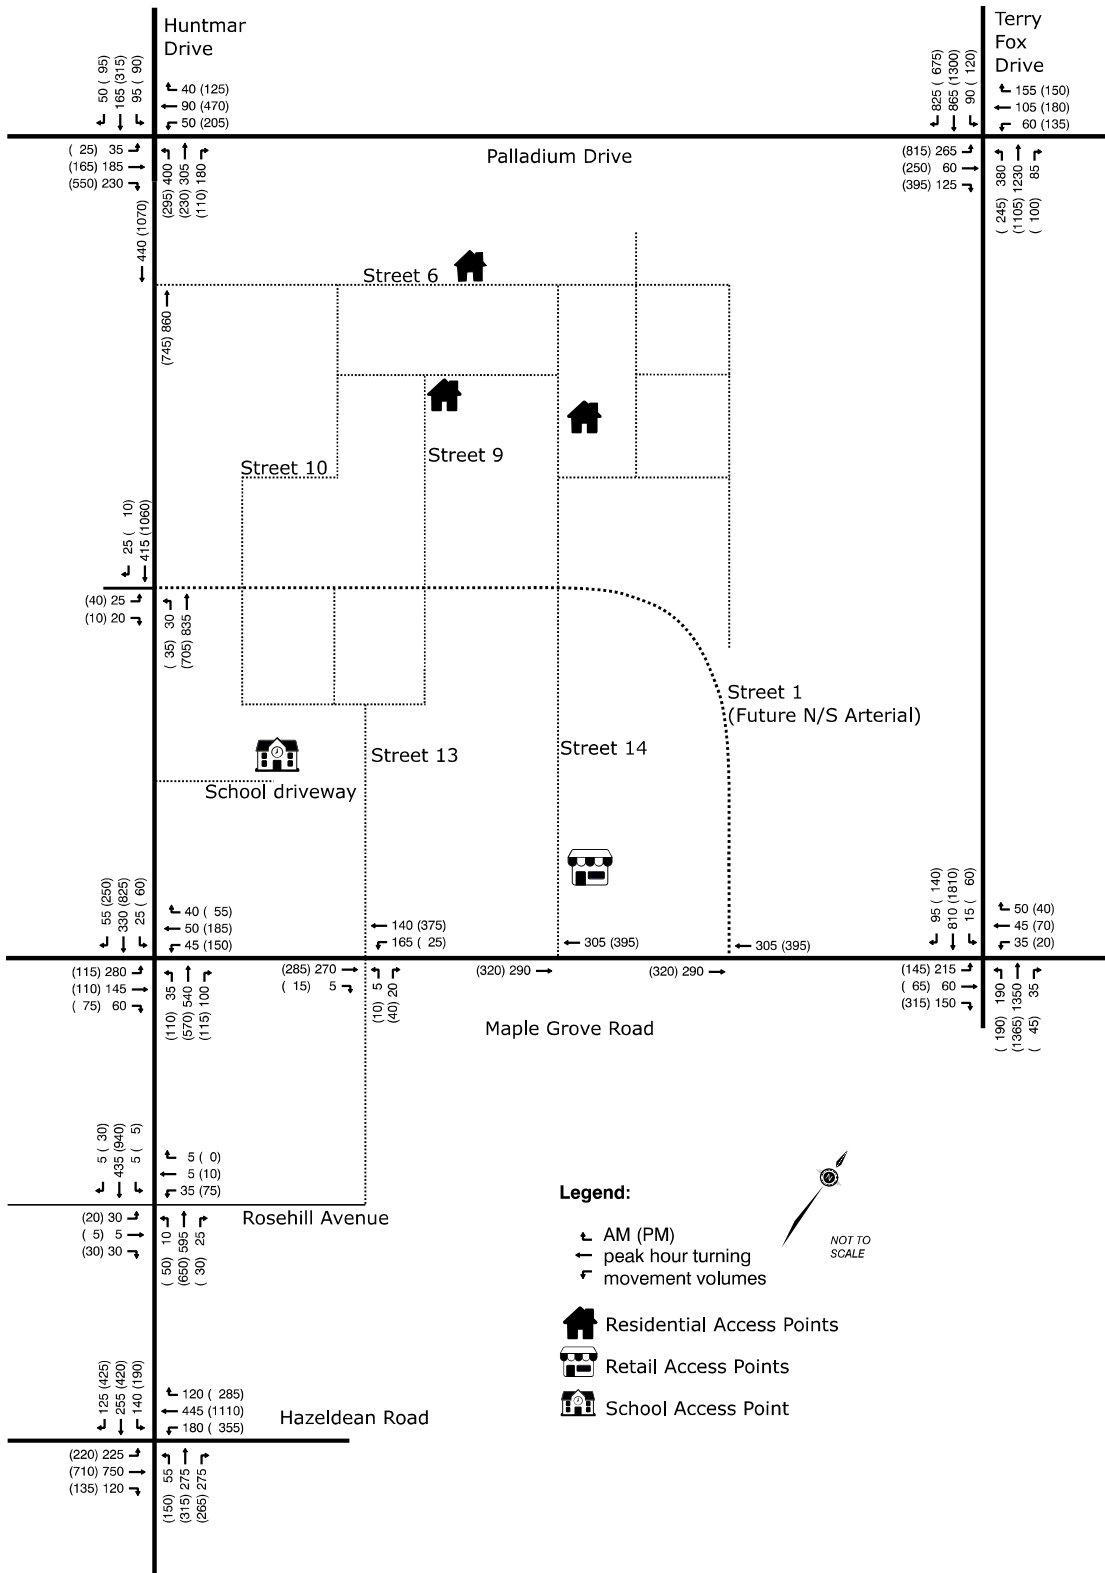 Huntmar
Drive
Terry
Fox
Drive
50 ( 95)
165 (315)
95 ( 90)
40 (125)
90 (470)
50 (205)
825 ( 675)
865 (1300)
90 ( 120)
155 (150)
105 (180)
60 (135)
( 25) 35
(165) 185
(550) 230
(295) 400
(230) 305
(110) 180
Palladium Drive
(815) 265
(250) 60
(395) 125
( 245) 380
(1105) 1230
( 100) 85
440 (1070)
Street 6
(745) 860
Street 9
Street 10
25 ( 10)
415 (1060)
(40) 25
(10) 20
( 35) 30
(705) 835
Street 1
(Future N/S Arterial)
Street 13
Street 14
School driveway
55 (250)
330 (825)
25 ( 60)
40 ( 55)
50 (185)
45 (150)
140 (375)
165 ( 25)
305 (395)
305 (395)
95 ( 140)
810 (1810)
15 ( 60)
50 (40)
45 (70)
35 (20)
(115) 280
(110) 145
( 75) 60
(110) 35
(570) 540
(115) 100
(285) 270
( 15) 5
(10) 5
(40) 20
(320) 290
(320) 290
(145) 215
( 65) 60
(315) 150
( 190) 190
(1365) 1350
( 45) 35
Maple Grove Road
5 ( 30)
435 (940)
5 ( 5)
5 ( 0)
5 (10)
35 (75)
Rosehill Avenue
(20) 30
( 5) 5
(30) 30
( 50) 10
(650) 595
( 30) 25
Legend:
AM (PM)
peak hour turning
movement volumes
NOT TO
SCALE
Residential Access Points
Retail Access Points
School Access Point
125 (425)
255 (420)
140 (190)
120 ( 285)
445 (1110)
180 ( 355)
Hazeldean Road
(220) 225
(710) 750
(135) 120
(150) 55
(315) 275
(265) 275